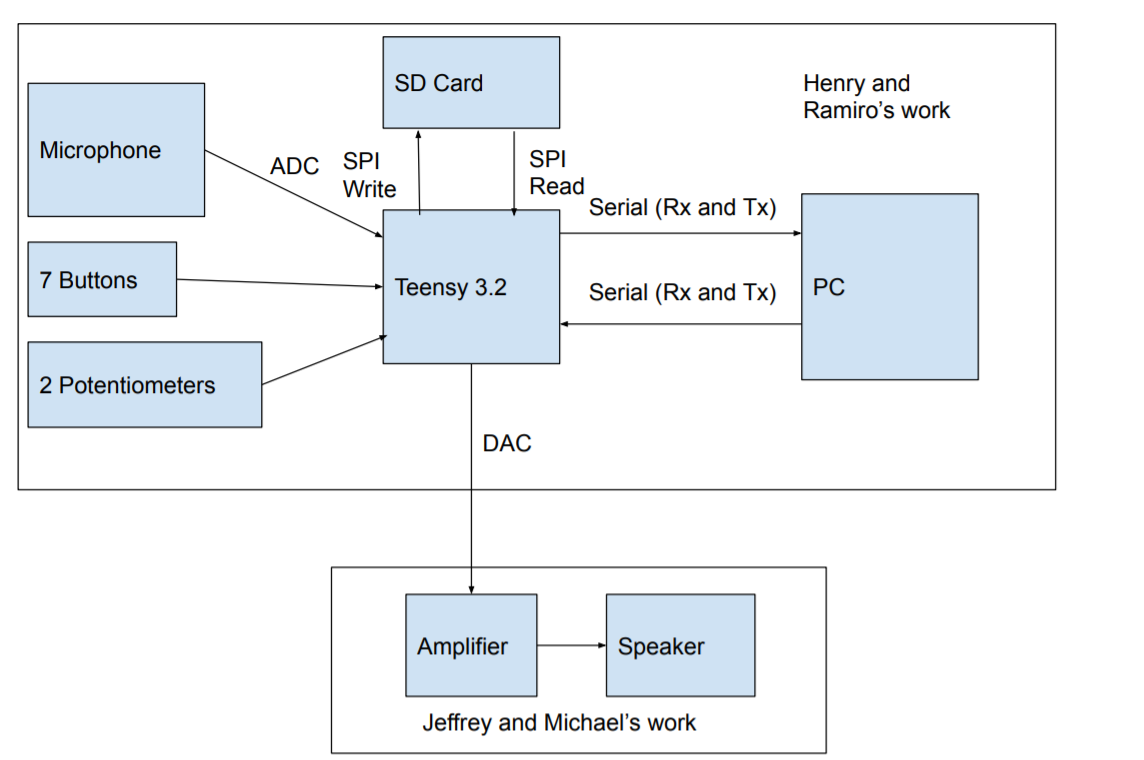 SD Card
Henry and
Ramiro's work
Microphone
ADC
SPI
Write
SPI
Read
Serial (Rx and Tx)
7 Buttons
Teensy 3.2
Serial (Rx and Tx)
PC
2 Potentiometers
DAC
Amplifier
Speaker
Jeffrey and Michael's work